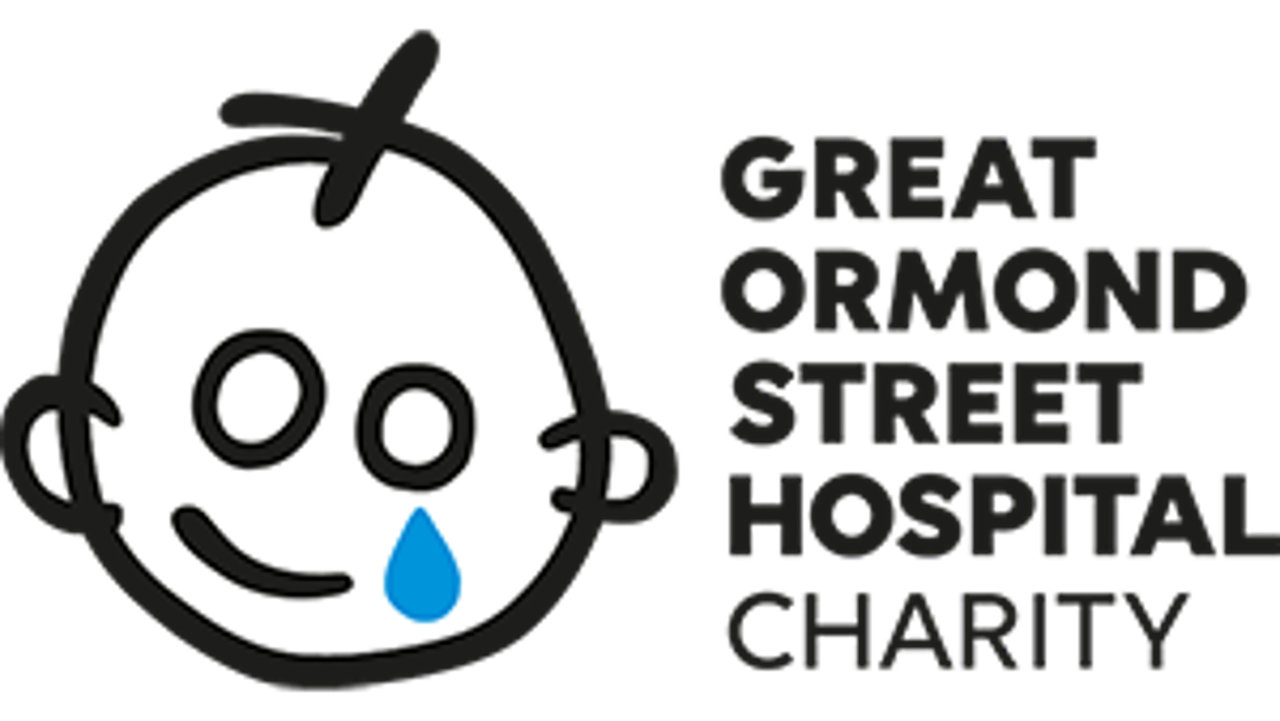 GREAT
ORMOND
STREET
HOSPITAL
CHARITY